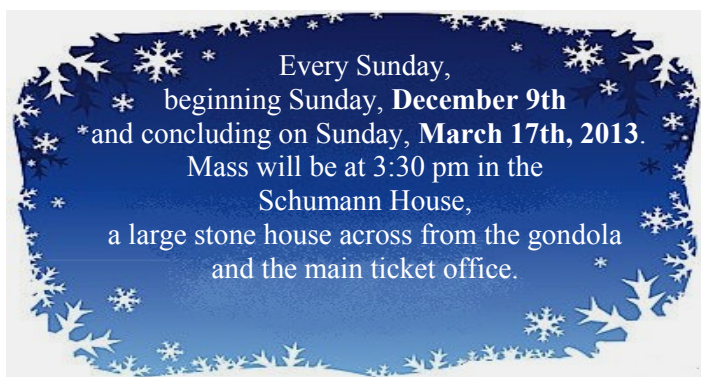 Every Sunday,
beginning Sunday, December 9th
and concluding on Sunday, March 17th, 2013.
Mass will be at 3:30 pm in the
Schumann House,
a large stone house across from the gondola
and the main ticket office.